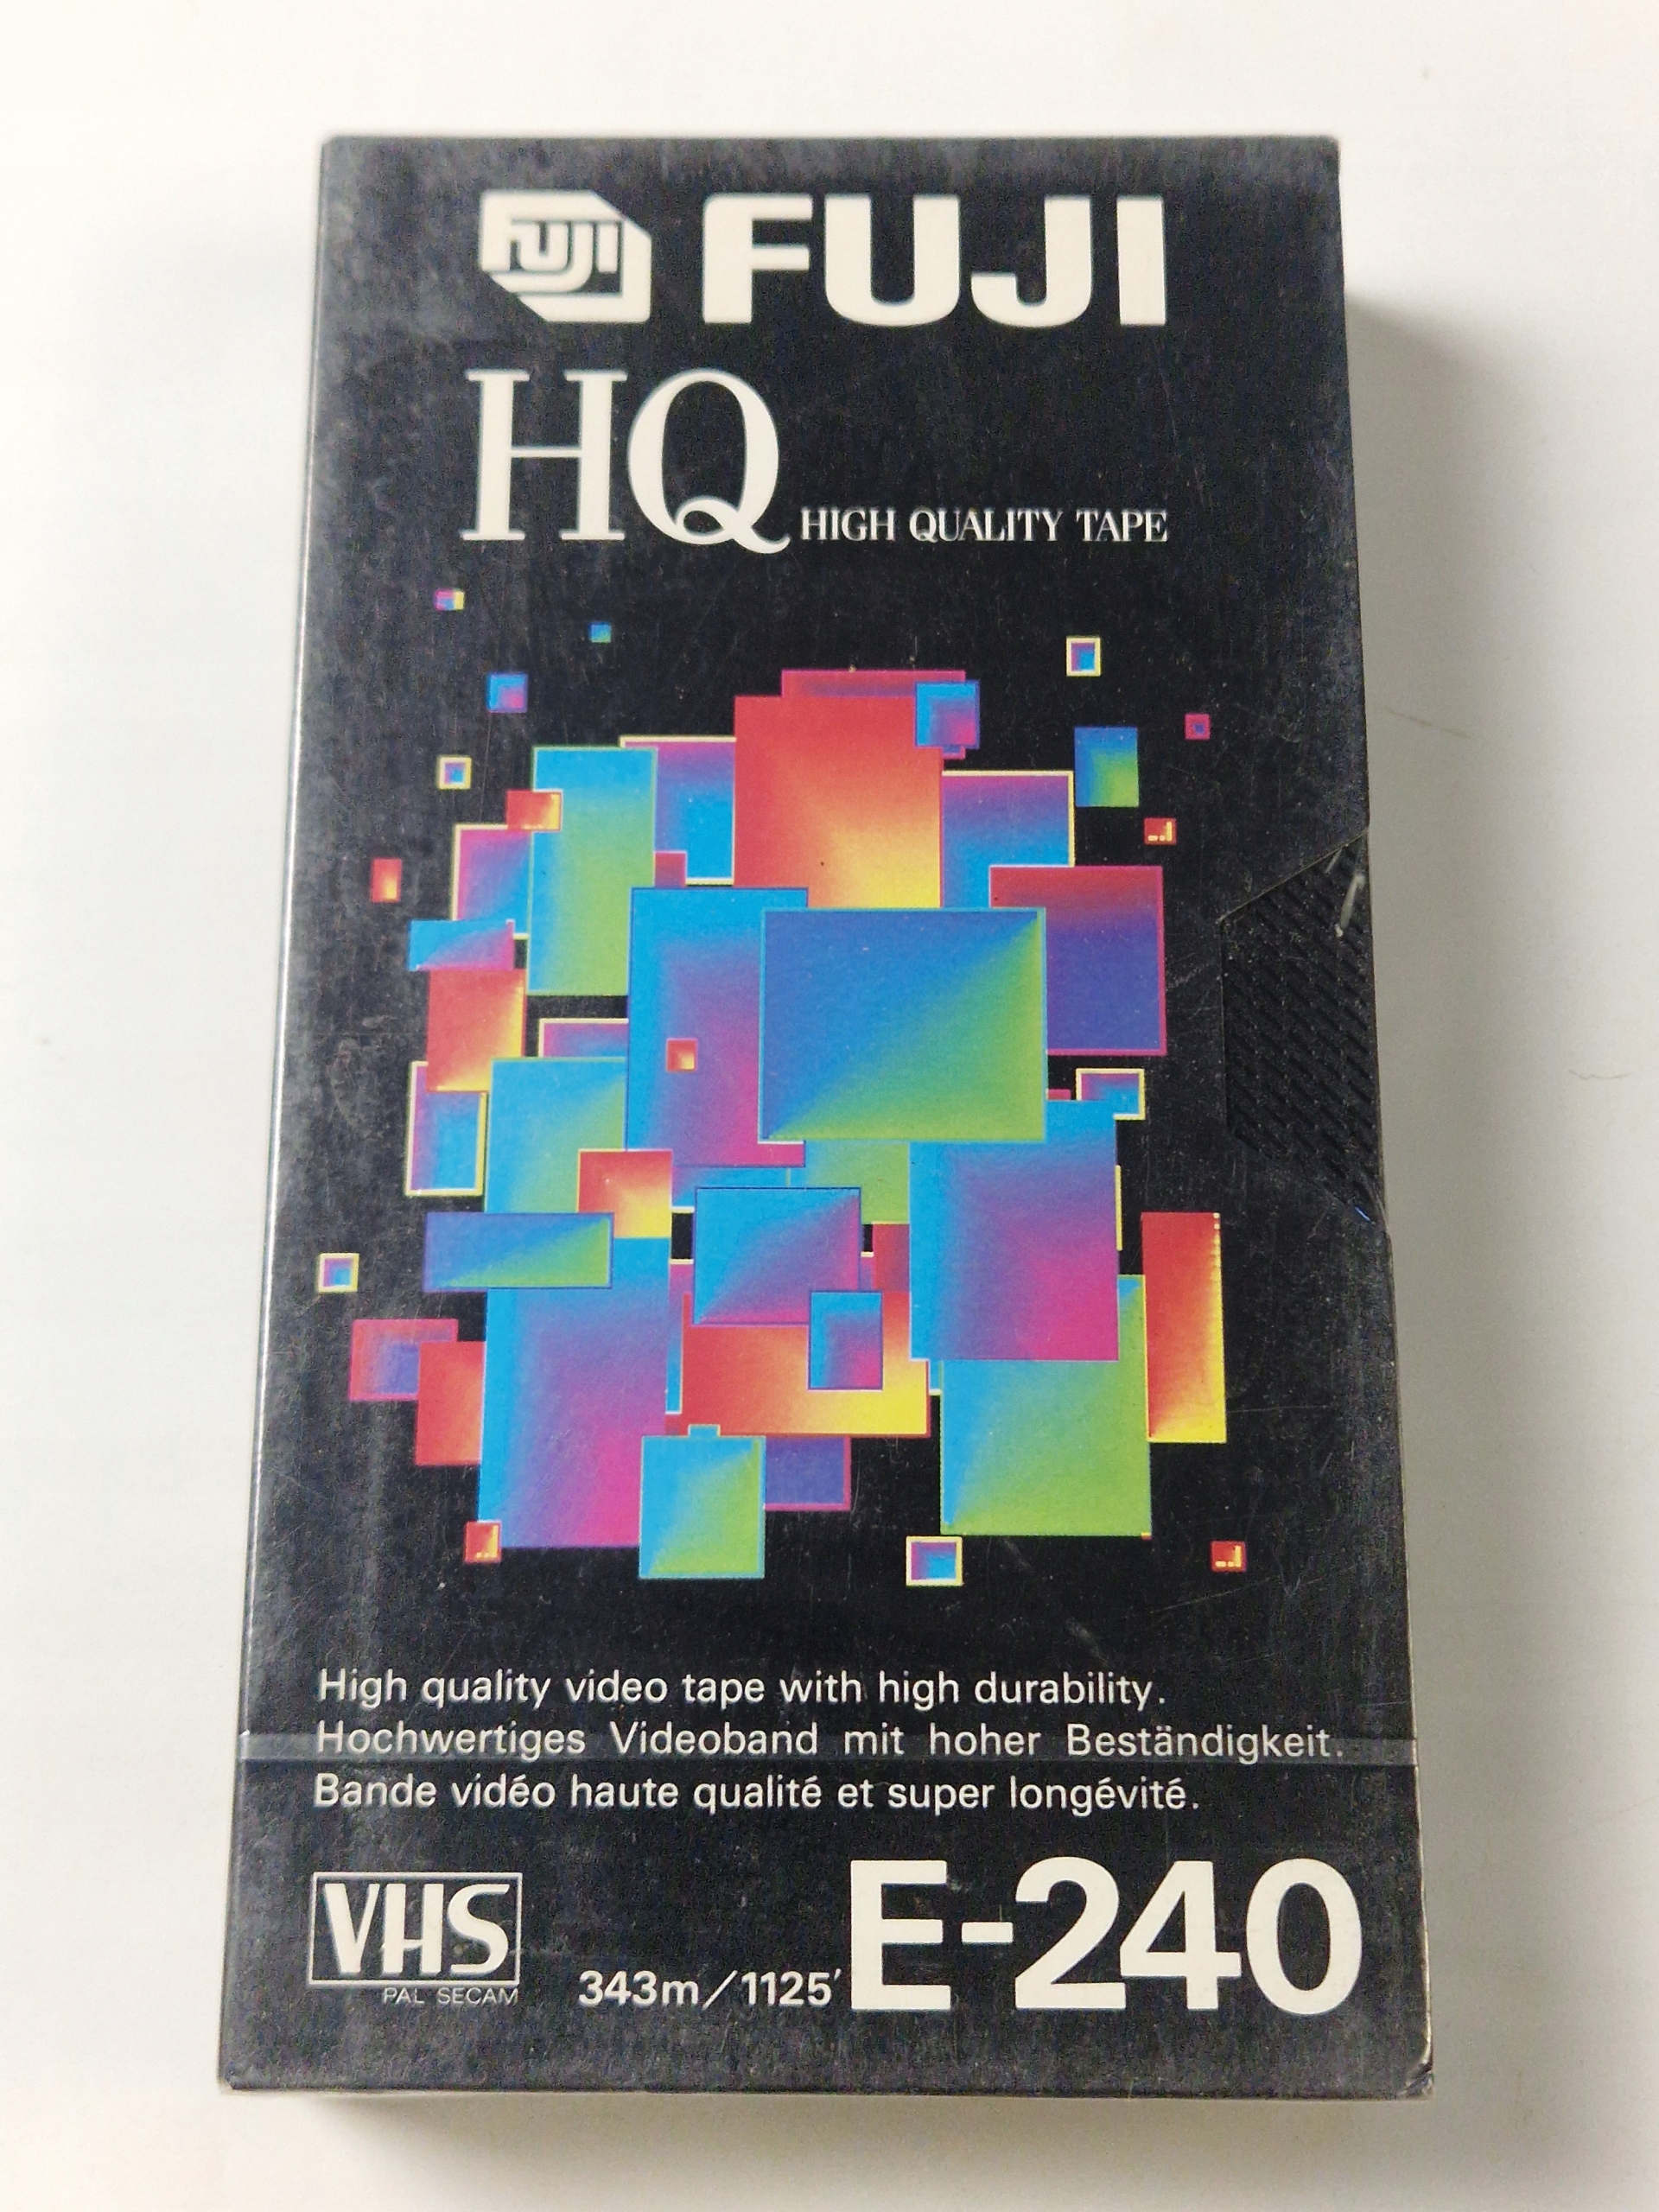 FUJI FUJI
HQ HIGH QUALITY TAPE
High quality video tape with high durability.
Hochwertiges Videoband mit hoher Beständigkeit.
Bande vidéo haute qualité et super longévité.
VHS
PAL SECAM
343m/1125' E-240